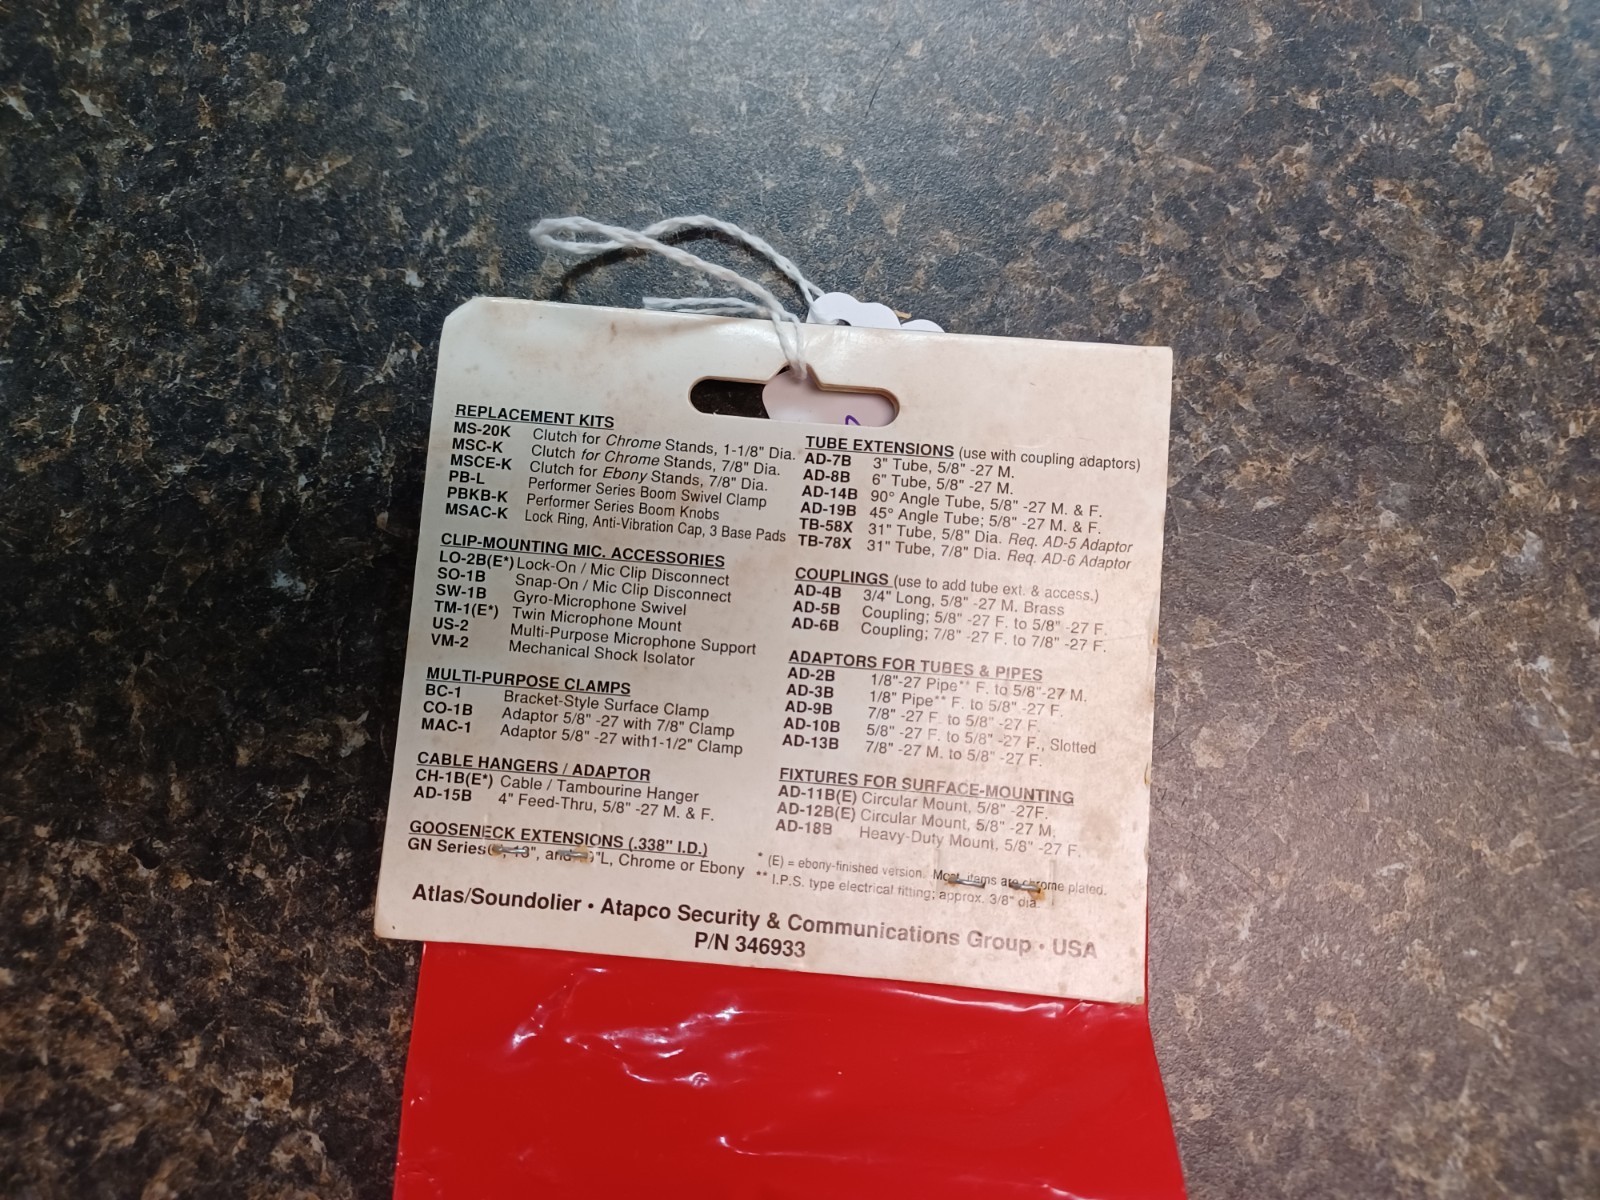 REPLACEMENT KITS
MS-20K Clutch for Chrome Stands, 1-1/8" Dia.
MSC-K Clutch for Chrome Stands, 7/8" Dia.
MSCE-K Clutch for Ebony Stands, 7/8" Dia.
PB-L Performer Series Boom Swivel Clamp
PBKB-K Performer Series Boom Knobs
MSAC-K Lock Ring, Anti-Vibration Cap, 3 Base Pads
CLIP-MOUNTING MIC. ACCESSORIES
LO-2B(E*) Lock-On / Mic Clip Disconnect
SO-1B Snap-On / Mic Clip Disconnect
SW-1B Gyro-Microphone Swivel
TM-1(E*) Twin Microphone Mount
US-2 Multi-Purpose Microphone Support
VM-2 Mechanical Shock Isolator
MULTI-PURPOSE CLAMPS
BC-1 Bracket-Style Surface Clamp
CO-1B Adaptor 5/8" -27 with 7/8" Clamp
MAC-1 Adaptor 5/8" -27 with1-1/2" Clamp
CABLE HANGERS / ADAPTOR
CH-1B(E*) Cable / Tambourine Hanger
AD-15B 4" Feed-Thru, 5/8" -27 M. & F.
GOOSENECK EXTENSIONS (.338" I.D.)
GN Series and "L, Chrome or Ebony
TUBE EXTENSIONS (use with coupling adaptors)
AD-7B 3" Tube, 5/8" -27 M.
AD-8B 6" Tube, 5/8" -27 M.
AD-14B 90° Angle Tube, 5/8" -27 M. & F.
AD-19B 45° Angle Tube; 5/8" -27 M. & F.
TB-58X 31" Tube, 5/8" Dia. Req. AD-5 Adaptor
TB-78X 31" Tube, 7/8" Dia. Req. AD-6 Adaptor
COUPLINGS (use to add tube ext. & access.)
AD-4B 3/4" Long, 5/8" -27 M. Brass
AD-5B Coupling; 5/8" -27 F. to 5/8" -27 F.
AD-6B Coupling; 7/8" -27 F. to 7/8" -27 F.
ADAPTORS FOR TUBES & PIPES
AD-2B 1/8"-27 Pipe** F. to 5/8"-27 M.
AD-3B 1/8" Pipe** F. to 5/8" -27 F.
AD-9B 7/8" -27 F. to 5/8" -27 F.
AD-10B 5/8" -27 F. to 5/8" -27 F., Slotted
AD-13B 7/8" -27 M. to 5/8" -27 F.
FIXTURES FOR SURFACE-MOUNTING
AD-11B(E) Circular Mount, 5/8" -27F.
AD-12B(E) Circular Mount, 5/8" -27 M.
AD-18B Heavy-Duty Mount, 5/8" -27 F.
* (E) = ebony-finished version. Most items are chrome plated.
** I.P.S. type electrical fitting; approx. 3/8" dia.
Atlas/Soundolier • Atapco Security & Communications Group • USA
P/N 346933